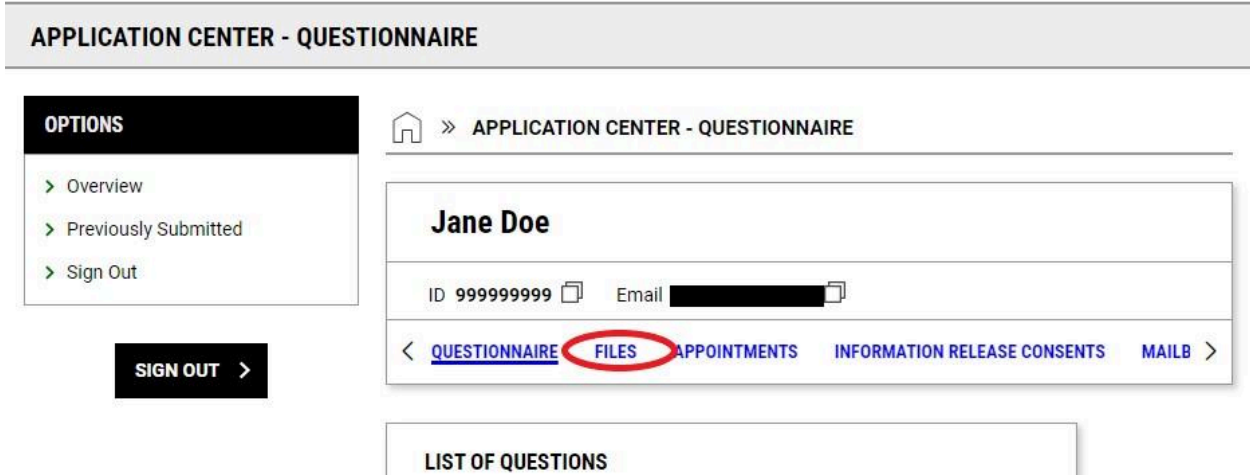 APPLICATION CENTER - QUESTIONNAIRE
OPTIONS
Overview
Previously Submitted
Sign Out
SIGN OUT
» APPLICATION CENTER - QUESTIONNAIRE
Jane Doe
ID 999999999 Email
QUESTIONNAIRE FILES APPOINTMENTS INFORMATION RELEASE CONSENTS MAILB
LIST OF QUESTIONS